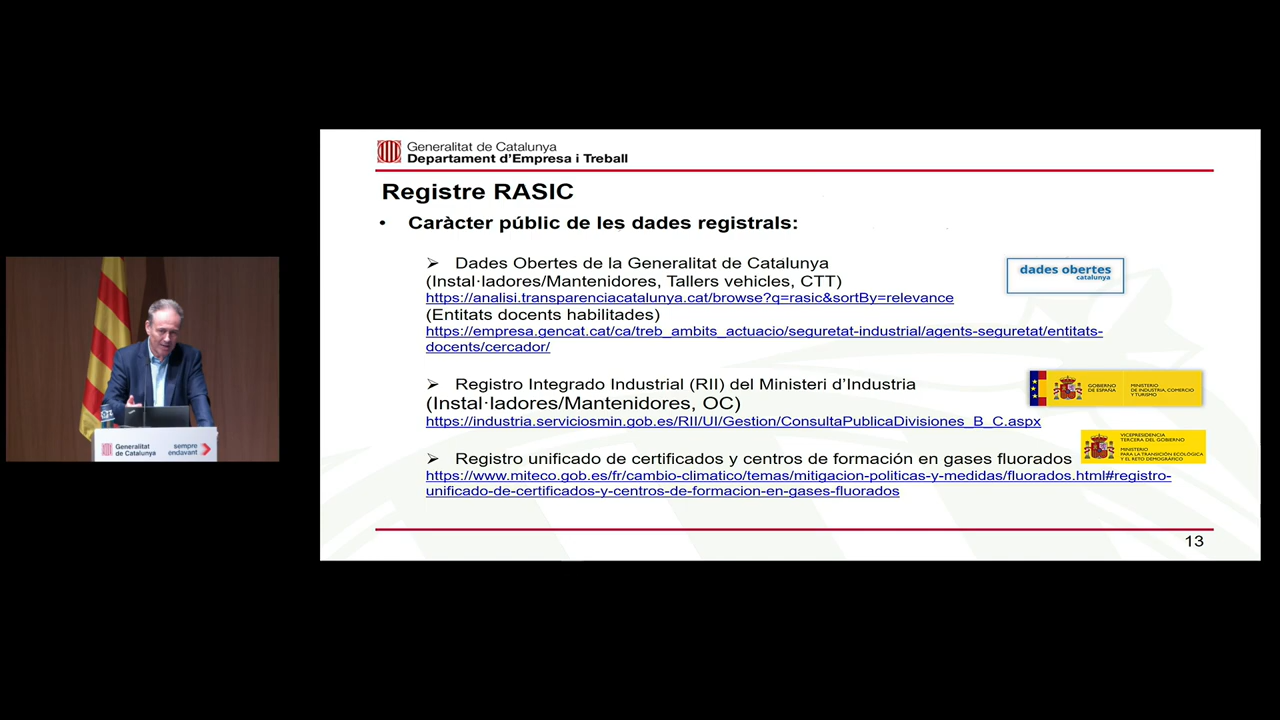 Generalitat de Catalunya
Departament d'Empresa i Treball
Registre RASIC
• Caràcter públic de les dades registrals:
➢ Dades Obertes de la Generalitat de Catalunya
(Instal·ladores/Mantenidores, Tallers vehicles, CTT)
https://analisi.transparenciacatalunya.cat/browse?q=rasic&sortBy=relevance
(Entitats docents habilitades)
https://empresa.gencat.cat/ca/treb_ambits_actuacio/seguretat-industrial/agents-seguretat/entitats-
docents/cercador/
dades obertes
catalunya
➢ Registro Integrado Industrial (RII) del Ministeri d'Industria
(Instal·ladores/Mantenidores, OC)
https://industria.serviciosmin.gob.es/RII/UI/Gestion/ConsultaPublicaDivisiones_B_C.aspx
GOBIERNO
DE ESPAÑA
MINISTERIO
DE INDUSTRIA, COMERCIO
Y TURISMO
➢ Registro unificado de certificados y centros de formación en gases fluorados
https://www.miteco.gob.es/fr/cambio-climatico/temas/mitigacion-politicas-y-medidas/fluorados.html#registro-
unificado-de-certificados-y-centros-de-formacion-en-gases-fluorados
VICEPRESIDENCIA
TERCERA DEL GOBIERNO
MINISTERIO
PARA LA TRANSICIÓN ECOLÓGICA
Y EL RETO DEMOGRÁFICO
13
Generalitat
de Catalunya
sempre
endavant